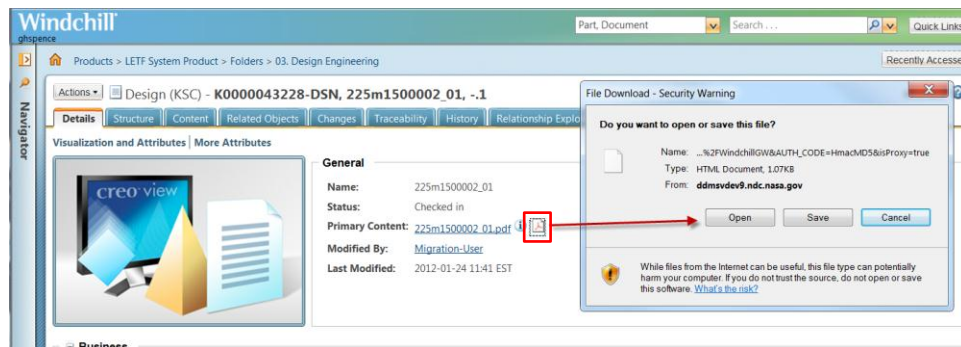 Windchill
ghspence
Part, Document
Search . . .
Quick Links
Products > LETF System Product > Folders > 03. Design Engineering
Recently Accesse
Navigator
Actions
Design (KSC) - K0000043228-DSN, 225m1500002_01, -.1
Details Structure Content Related Objects Changes Traceability History Relationship Explo
Visualization and Attributes More Attributes
creo view
General
Name: 225m1500002_01
Status: Checked in
Primary Content: 225m1500002_01.pdf
Modified By: Migration-User
Last Modified: 2012-01-24 11:41 EST
Business
File Download - Security Warning
Do you want to open or save this file?
Name: ...%2FWindchillGW&AUTH_CODE=HmacMD5&isProxy=true
Type: HTML Document, 1.07KB
From: ddmsvdev9.ndc.nasa.gov
Open Save Cancel
While files from the Internet can be useful, this file type can potentially
harm your computer. If you do not trust the source, do not open or save
this software. What's the risk?